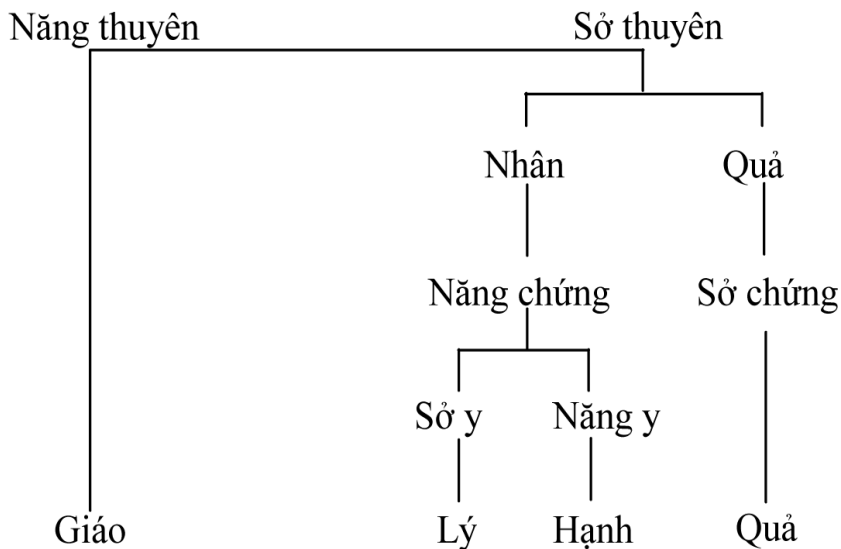 Năng thuyên Sở thuyên
Nhân Quả
Năng chứng Sở chứng
Sở y Năng y
Giáo Lý Hạnh Quả